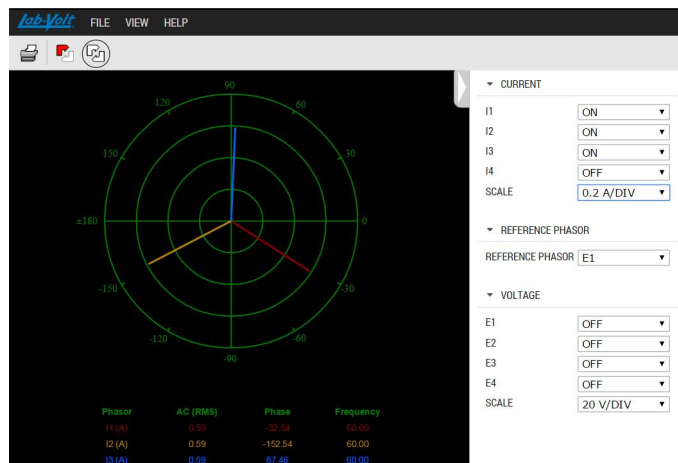 Lab-Volt FILE VIEW HELP
90
120 60
150 30
±180 0
-150 -30
-120 -60
-90
Phasor AC (RMS) Phase Frequency
I1 (A) 0.59 -32.54 60.00
I2 (A) 0.59 -152.54 60.00
I3 (A) 0.59 87.46 60.00
CURRENT
I1 ON
I2 ON
I3 ON
I4 OFF
SCALE 0.2 A/DIV
REFERENCE PHASOR
REFERENCE PHASOR E1
VOLTAGE
E1 OFF
E2 OFF
E3 OFF
E4 OFF
SCALE 20 V/DIV